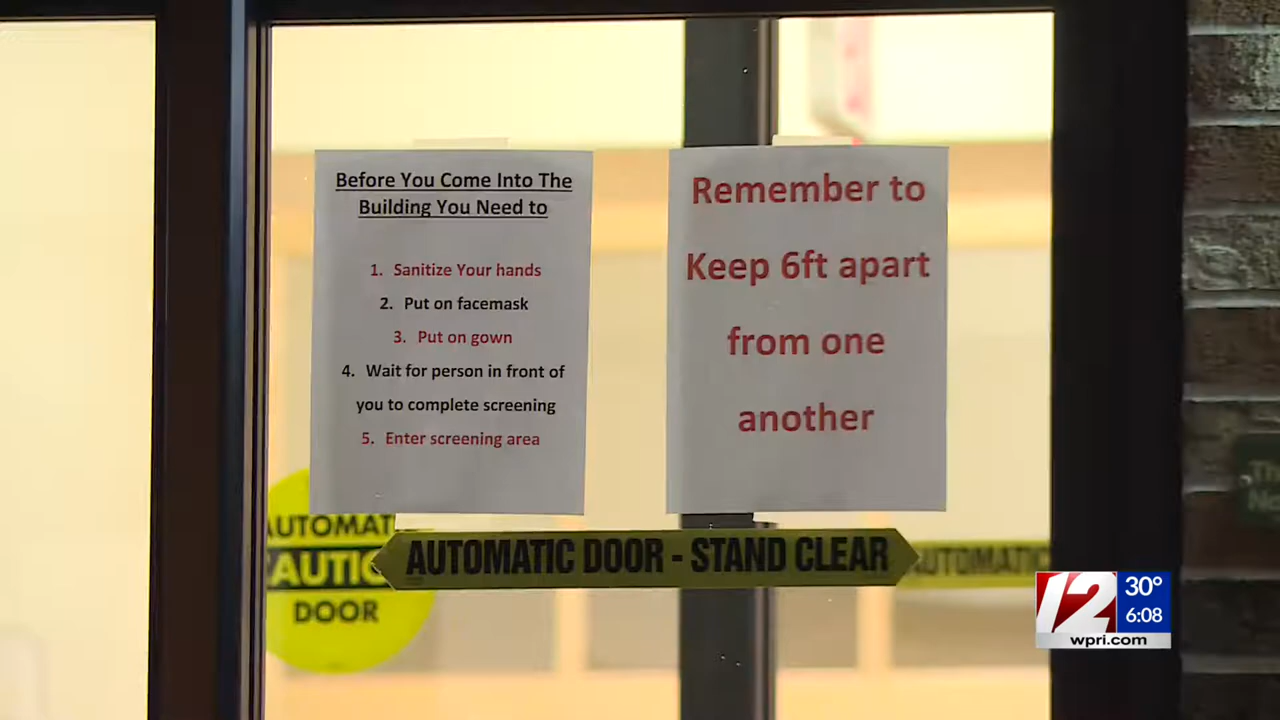 Before You Come Into The
Building You Need to
1. Sanitize Your hands
2. Put on facemask
3. Put on gown
4. Wait for person in front of
you to complete screening
5. Enter screening area
Remember to
Keep 6ft apart
from one
another
AUTOMATIC DOOR - STAND CLEAR
DOOR
12
30°
6:08
wpri.com